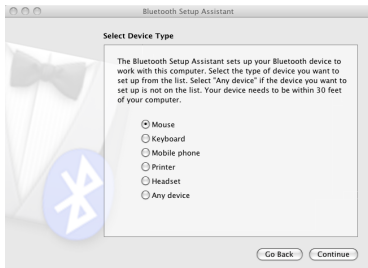 Bluetooth Setup Assistant
Select Device Type
The Bluetooth Setup Assistant sets up your Bluetooth device to
work with this computer. Select the type of device you want to
set up from the list. Select "Any device" if the device you want to
set up is not on the list. Your device needs to be within 30 feet
of your computer.
Mouse
Keyboard
Mobile phone
Printer
Headset
Any device
Go Back Continue